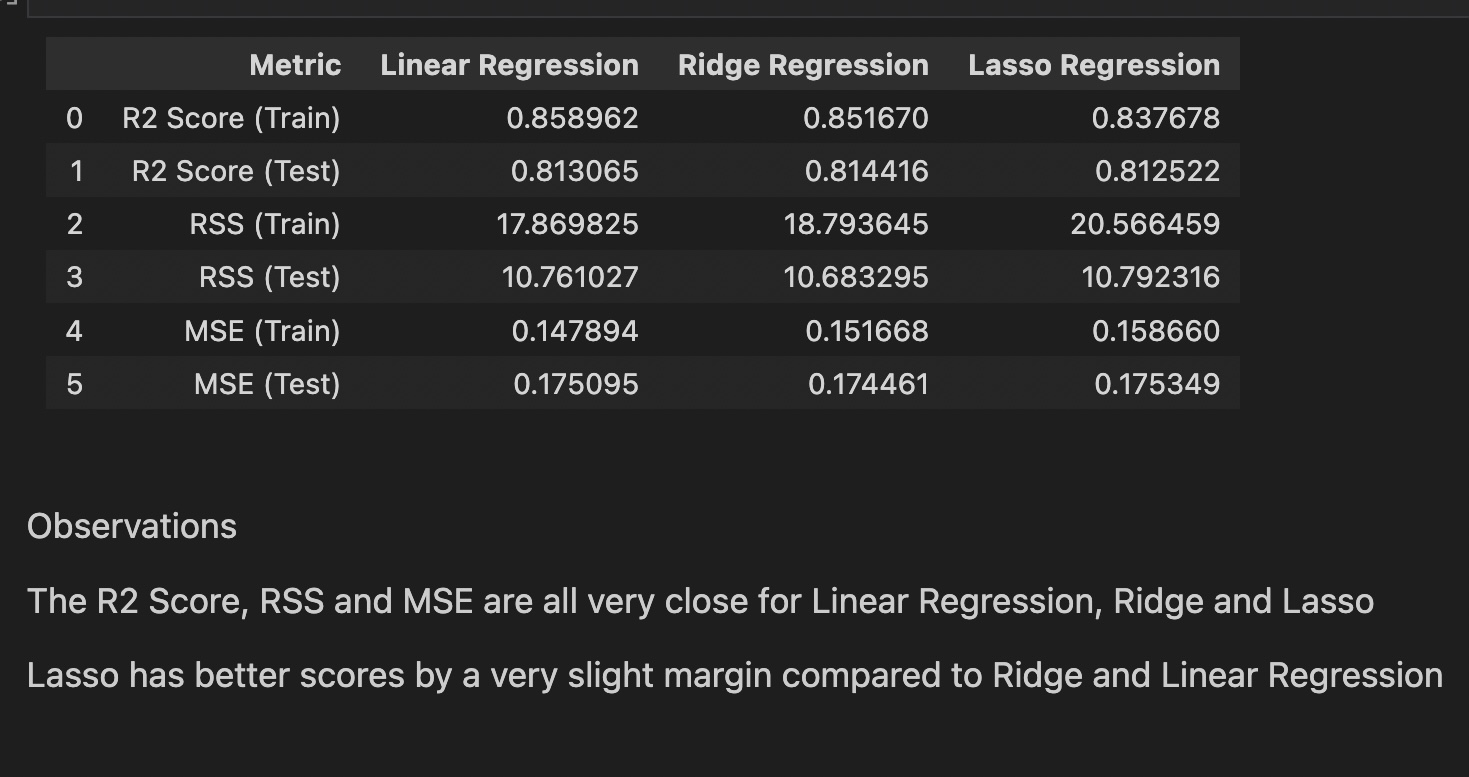 Metric Linear Regression Ridge Regression Lasso Regression
0 R2 Score (Train) 0.858962 0.851670 0.837678
1 R2 Score (Test) 0.813065 0.814416 0.812522
2 RSS (Train) 17.869825 18.793645 20.566459
3 RSS (Test) 10.761027 10.683295 10.792316
4 MSE (Train) 0.147894 0.151668 0.158660
5 MSE (Test) 0.175095 0.174461 0.175349
Observations
The R2 Score, RSS and MSE are all very close for Linear Regression, Ridge and Lasso
Lasso has better scores by a very slight margin compared to Ridge and Linear Regression